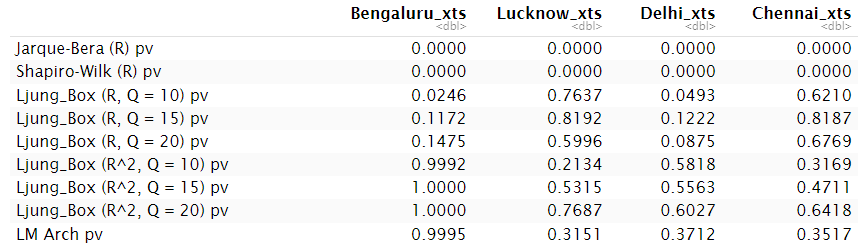 Bengaluru_xts Lucknow_xts Delhi_xts Chennai_xts
<dbl> <dbl> <dbl> <dbl>
Jarque-Bera (R) pv 0.0000 0.0000 0.0000 0.0000
Shapiro-Wilk (R) pv 0.0000 0.0000 0.0000 0.0000
Ljung_Box (R, Q = 10) pv 0.0246 0.7637 0.0493 0.6210
Ljung_Box (R, Q = 15) pv 0.1172 0.8192 0.1222 0.8187
Ljung_Box (R, Q = 20) pv 0.1475 0.5996 0.0875 0.6769
Ljung_Box (R^2, Q = 10) pv 0.9992 0.2134 0.5818 0.3169
Ljung_Box (R^2, Q = 15) pv 1.0000 0.5315 0.5563 0.4711
Ljung_Box (R^2, Q = 20) pv 1.0000 0.7687 0.6027 0.6418
LM Arch pv 0.9995 0.3151 0.3712 0.3517